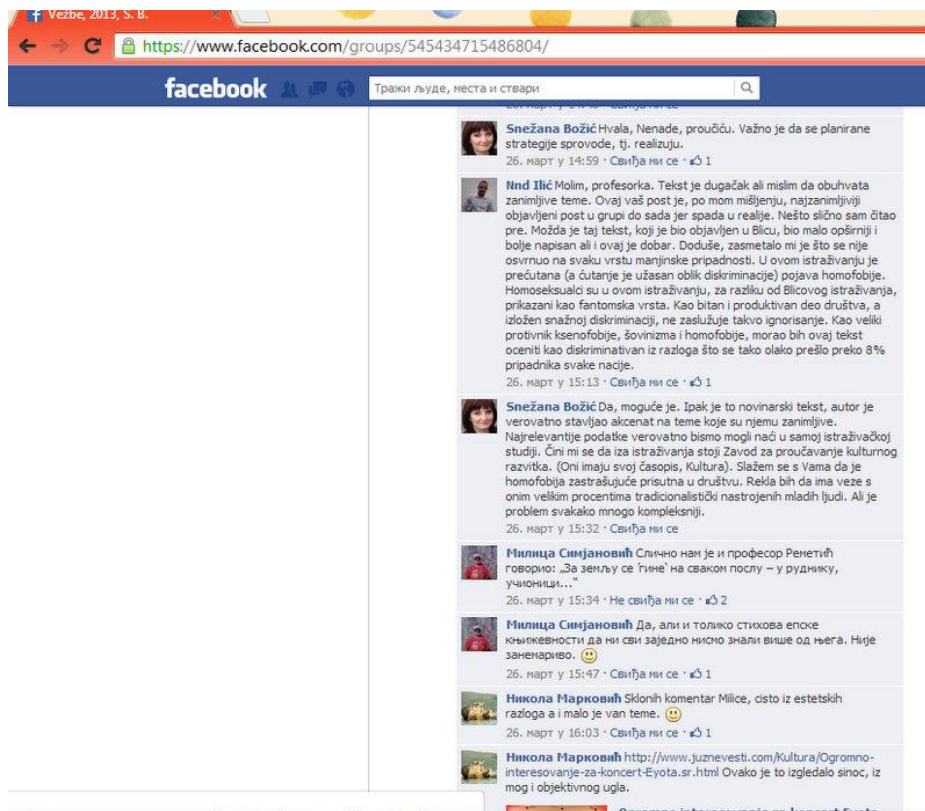 Vežbe, 2013, S. B.
https://www.facebook.com/groups/545434715486804/
facebook
Тражи људе, места и ствари
Snežana Božić Hvala, Nenade, proučiću. Važno je da se planirane
strategije sprovode, tj. realizuju.
26. март у 14:59 · Свиђа ми се · 1
Nnd Ilić Molim, profesorka. Tekst je dugačak ali mislim da obuhvata
zanimljive teme. Ovaj vaš post je, po mom mišljenju, najzanimljiviji
objavljeni post u grupi do sada jer spada u realije. Nešto slično sam čitao
pre. Možda je taj tekst, koji je bio objavljen u Blicu, bio malo opširniji i
bolje napisan ali i ovaj je dobar. Doduše, zasmetalo mi je što se nije
osvrnuo na svaku vrstu manjinske pripadnosti. U ovom istraživanju je
prećutana (a ćutanje je užasan oblik diskriminacije) pojava homofobije.
Homoseksualci su u ovom istraživanju, za razliku od Blicovog istraživanja,
prikazani kao fantomska vrsta. Kao bitan i produktivan deo društva, a
izložen snažnoj diskriminaciji, ne zaslužuje takvo ignorisanje. Kao veliki
protivnik ksenofobije, šovinizma i homofobije, morao bih ovaj tekst
oceniti kao diskriminativan iz razloga što se tako olako prešlo preko 8%
pripadnika svake nacije.
26. март у 15:13 · Свиђа ми се · 1
Snežana Božić Da, moguće je. Ipak je to novinarski tekst, autor je
verovatno stavljao akcenat na teme koje su njemu zanimljive.
Najrelevantije podatke verovatno bismo mogli naći u samoj istraživačkoj
studiji. Čini mi se da iza istraživanja stoji Zavod za proučavanje kulturnog
razvitka. (Oni imaju svoj časopis, Kultura). Slažem se s Vama da je
homofobija zastrašujuće prisutna u društvu. Rekla bih da ima veze s
onim velikim procentima tradicionalistički nastrojenih mladih ljudi. Ali je
problem svakako mnogo kompleksniji.
26. март у 15:32 · Свиђа ми се
Милица Симјановић Слично нам је и професор Реметић
говорио: „За земљу се 'гине' на сваком послу – у руднику,
учионици..."
26. март у 15:34 · Не свиђа ми се · 2
Милица Симјановић Да, али и толико стихова епске
књижевности да ни сви заједно нисмо знали више од њега. Није
занемариво.
26. март у 15:47 · Свиђа ми се · 1
Никола Марковић Sklonih komentar Milice, cisto iz estetskih
razloga a i malo je van teme.
26. март у 16:03 · Свиђа ми се · 1
Никола Марковић http://www.juznevesti.com/Kultura/Ogromno-
interesovanje-za-koncert-Eyota.sr.html Ovako je to izgledalo sinoc, iz
mog i objektivnog ugla.